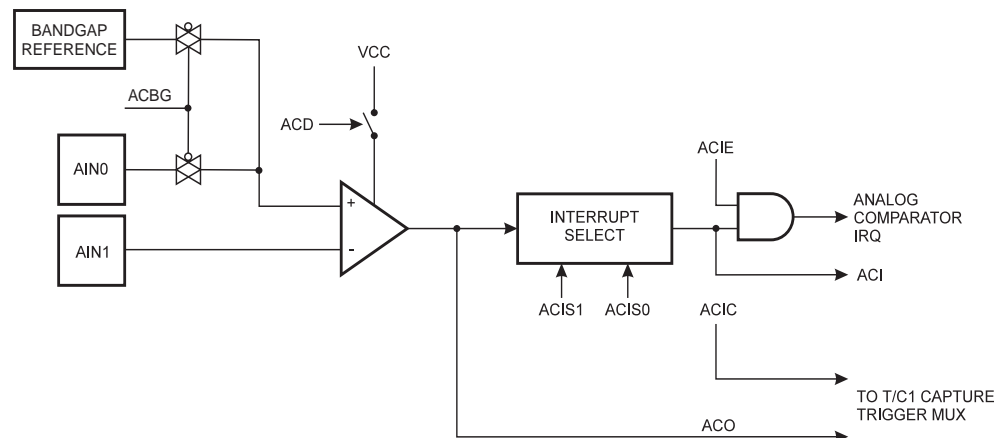 BANDGAP
REFERENCE
VCC
ACBG
ACD
AIN0
ACIE
+
INTERRUPT
SELECT
ANALOG
COMPARATOR
IRQ
AIN1
-
ACI
ACIS1
ACIS0
ACIC
TO T/C1 CAPTURE
TRIGGER MUX
ACO